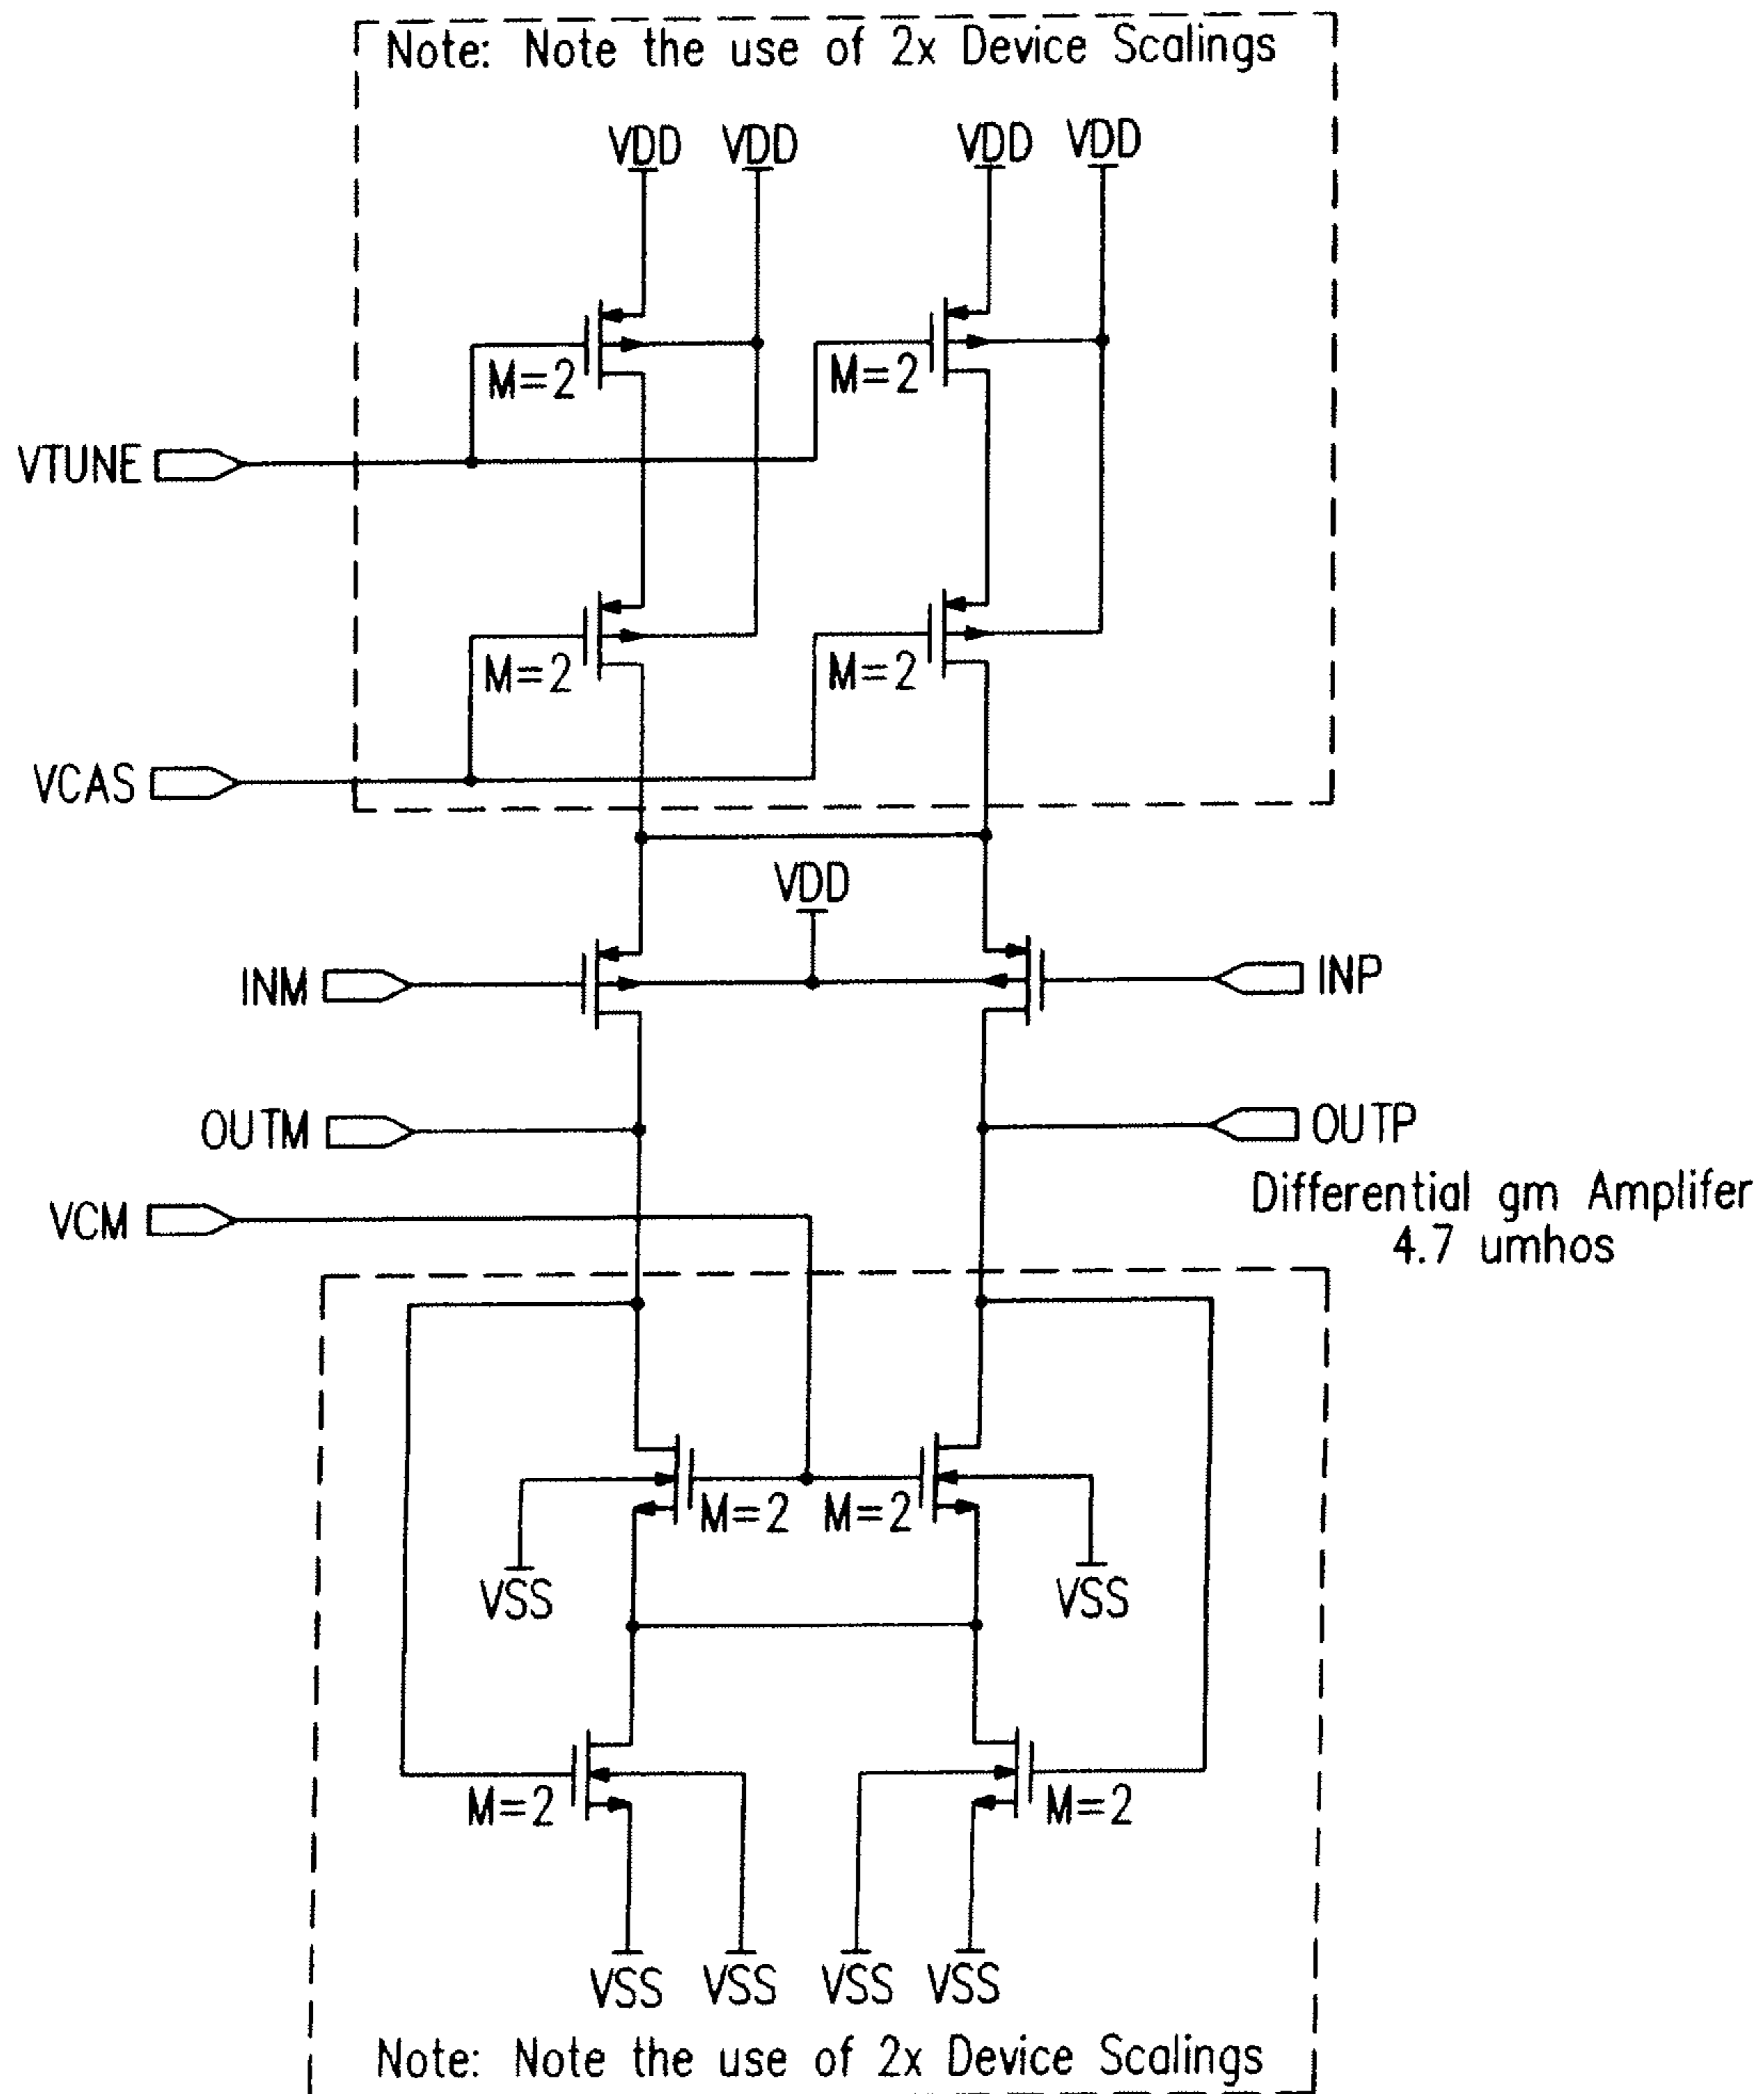 Note: Note the use of 2x Device Scalings
VDD VDD VDD VDD
M=2 M=2
VTUNE
M=2 M=2
VCAS
VDD
INM INP
OUTM OUTP
Differential gm Amplifer
4.7 umhos
VCM
M=2 M=2
VSS VSS
M=2 M=2
VSS VSS VSS VSS
Note: Note the use of 2x Device Scalings